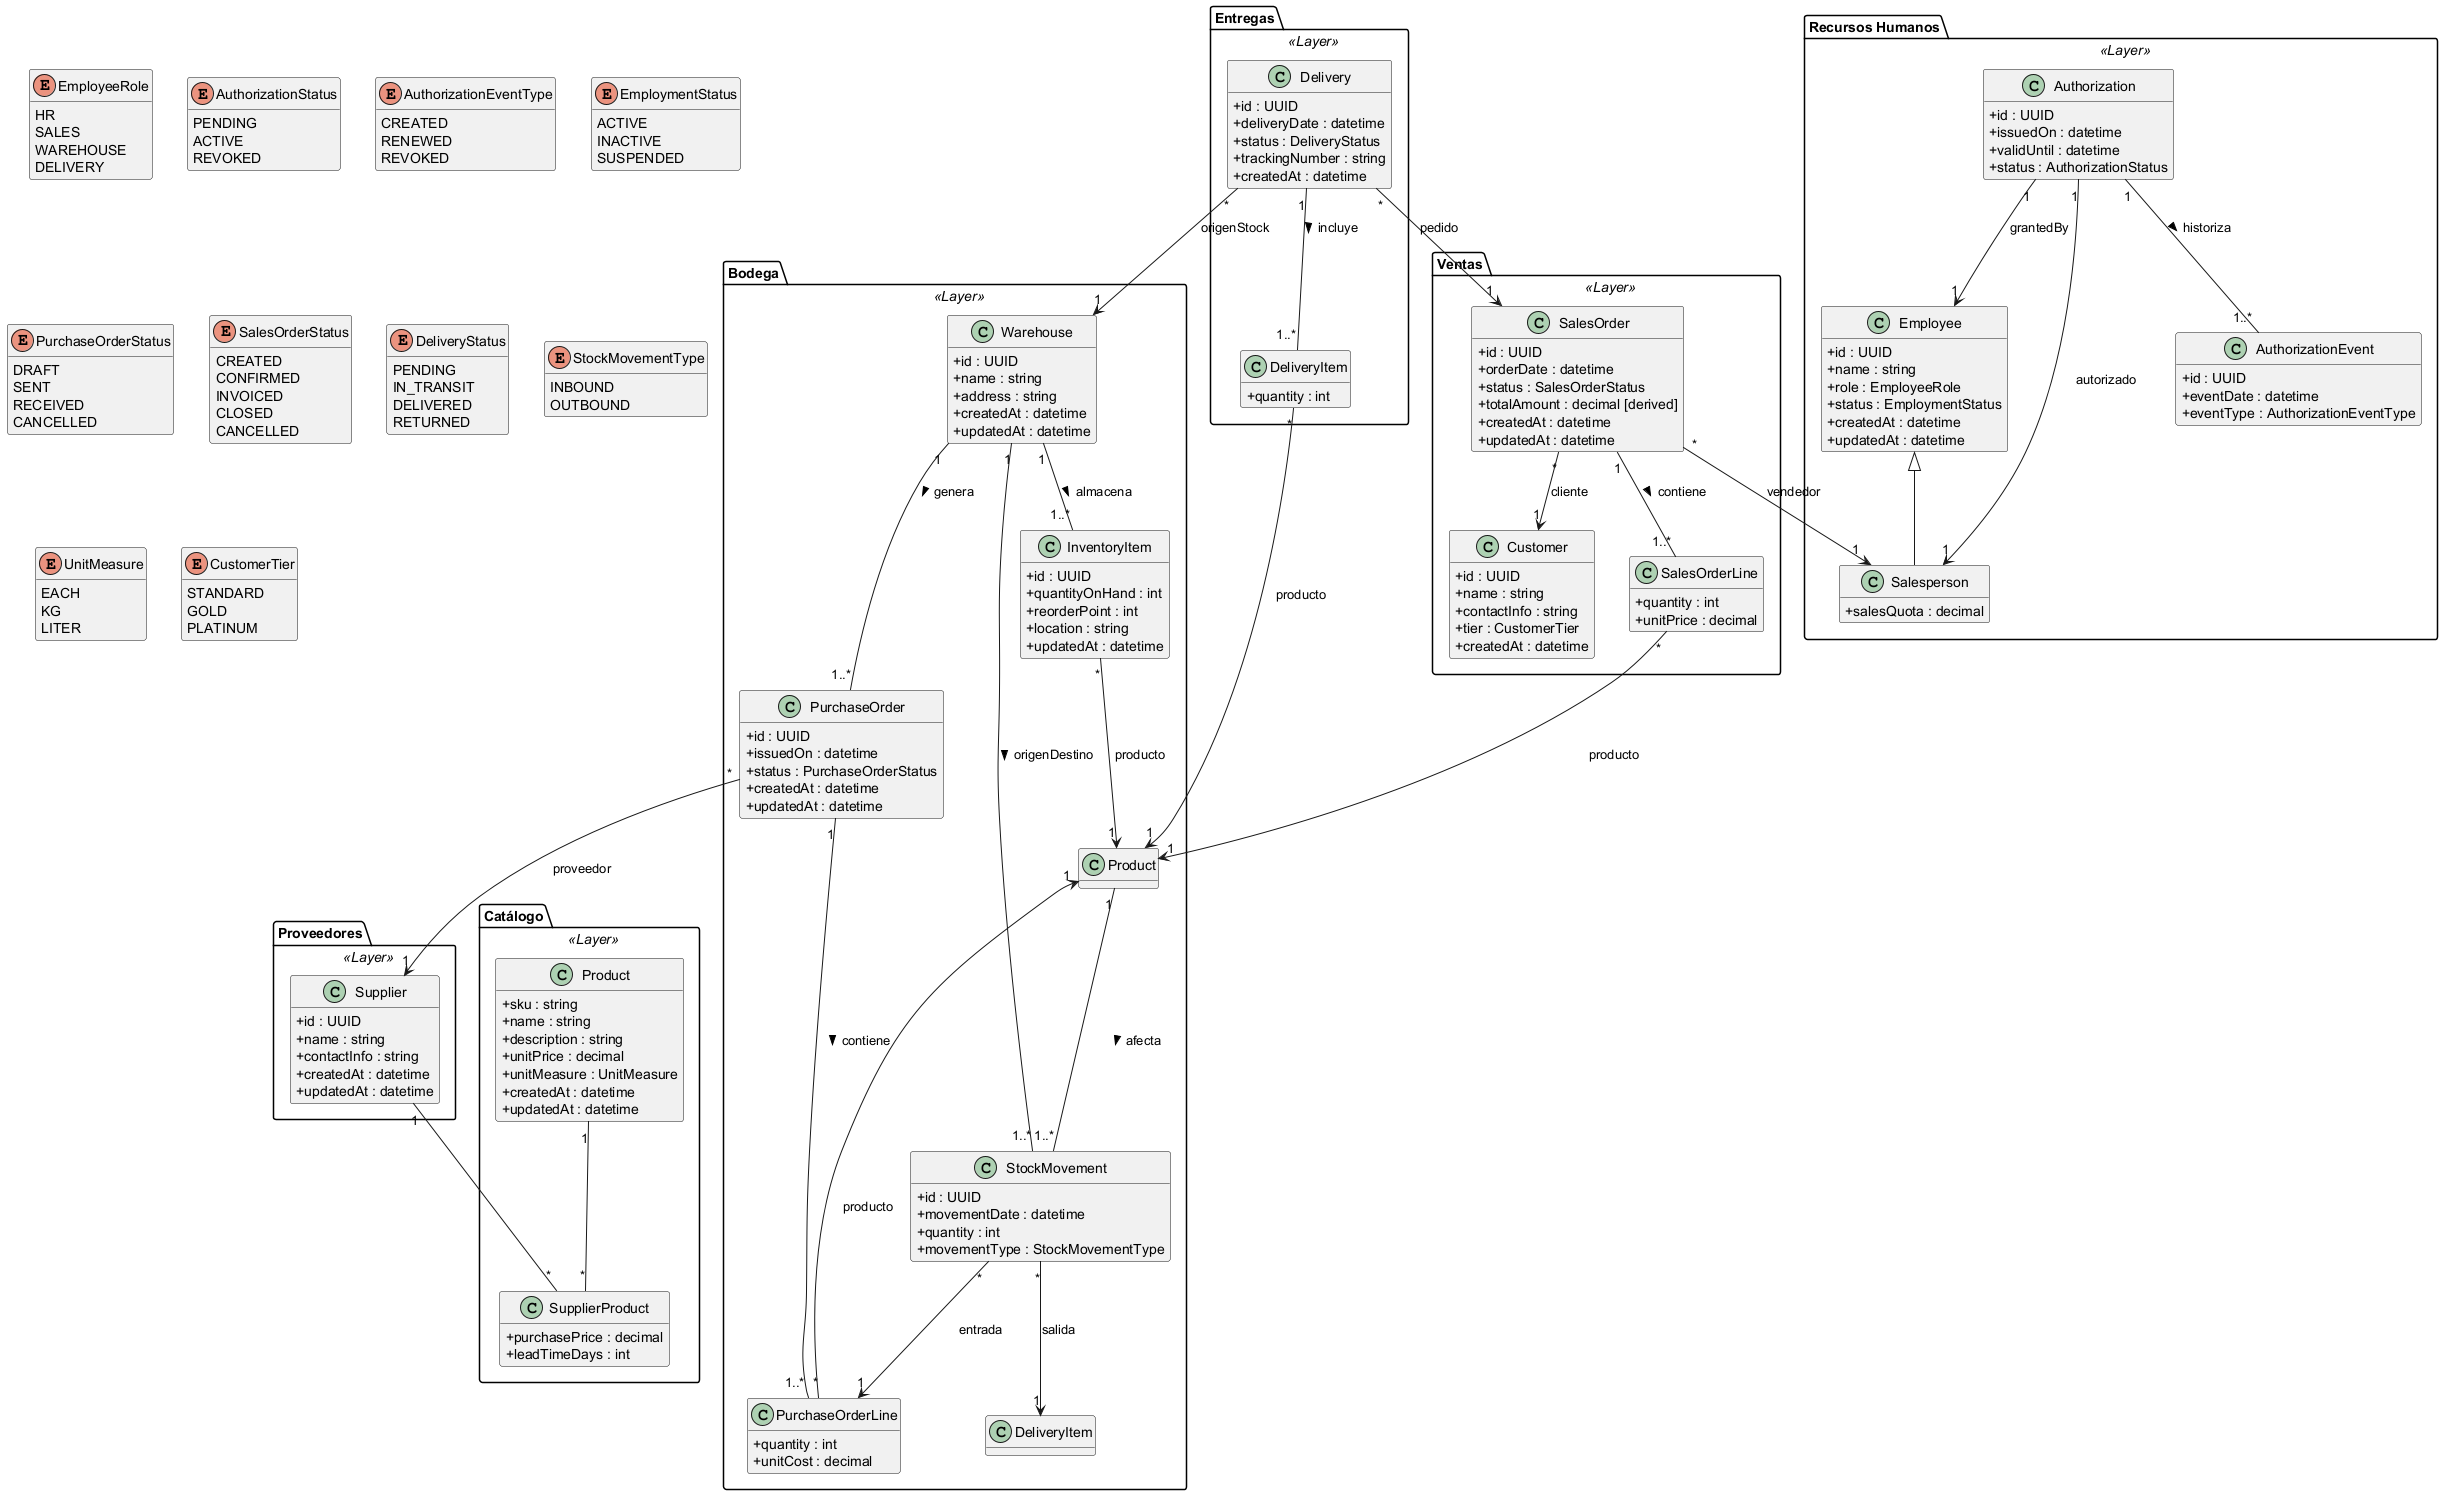 E EmployeeRole
HR
SALES
WAREHOUSE
DELIVERY
E AuthorizationStatus
PENDING
ACTIVE
REVOKED
E AuthorizationEventType
CREATED
RENEWED
REVOKED
E EmploymentStatus
ACTIVE
INACTIVE
SUSPENDED
E PurchaseOrderStatus
DRAFT
SENT
RECEIVED
CANCELLED
E SalesOrderStatus
CREATED
CONFIRMED
INVOICED
CLOSED
CANCELLED
E DeliveryStatus
PENDING
IN_TRANSIT
DELIVERED
RETURNED
E StockMovementType
INBOUND
OUTBOUND
E UnitMeasure
EACH
KG
LITER
E CustomerTier
STANDARD
GOLD
PLATINUM
Entregas
«Layer»
C Delivery
+id : UUID
+deliveryDate : datetime
+status : DeliveryStatus
+trackingNumber : string
+createdAt : datetime
*
1
*
origenStock
incluye
pedido
1
1..*
1
C DeliveryItem
+quantity : int
*
producto
1
Recursos Humanos
«Layer»
C Authorization
+id : UUID
+issuedOn : datetime
+validUntil : datetime
+status : AuthorizationStatus
1
1
1
grantedBy
historiza
1
1..*
autorizado
C Employee
+id : UUID
+name : string
+role : EmployeeRole
+status : EmploymentStatus
+createdAt : datetime
+updatedAt : datetime
C AuthorizationEvent
+id : UUID
+eventDate : datetime
+eventType : AuthorizationEventType
1
1
C Salesperson
+salesQuota : decimal
Ventas
«Layer»
C SalesOrder
+id : UUID
+orderDate : datetime
+status : SalesOrderStatus
+totalAmount : decimal [derived]
+createdAt : datetime
+updatedAt : datetime
*
1
*
cliente
contiene
vendedor
1
1..*
C Customer
+id : UUID
+name : string
+contactInfo : string
+tier : CustomerTier
+createdAt : datetime
C SalesOrderLine
+quantity : int
+unitPrice : decimal
*
producto
1
Bodega
«Layer»
C Warehouse
+id : UUID
+name : string
+address : string
+createdAt : datetime
+updatedAt : datetime
1
1
1
genera
almacena
1..*
C InventoryItem
+id : UUID
+quantityOnHand : int
+reorderPoint : int
+location : string
+updatedAt : datetime
*
1..*
C PurchaseOrder
+id : UUID
+issuedOn : datetime
+status : PurchaseOrderStatus
+createdAt : datetime
+updatedAt : datetime
*
1
origenDestino
producto
1
C Product
1
1
proveedor
contiene
afecta
1..*
1..*
C StockMovement
+id : UUID
+movementDate : datetime
+quantity : int
+movementType : StockMovementType
producto
*
*
entrada
salida
1..*
*
1
1
C PurchaseOrderLine
+quantity : int
+unitCost : decimal
C DeliveryItem
Proveedores
«Layer»
1
C Supplier
+id : UUID
+name : string
+contactInfo : string
+createdAt : datetime
+updatedAt : datetime
1
Catálogo
«Layer»
C Product
+sku : string
+name : string
+description : string
+unitPrice : decimal
+unitMeasure : UnitMeasure
+createdAt : datetime
+updatedAt : datetime
1
*
*
C SupplierProduct
+purchasePrice : decimal
+leadTimeDays : int